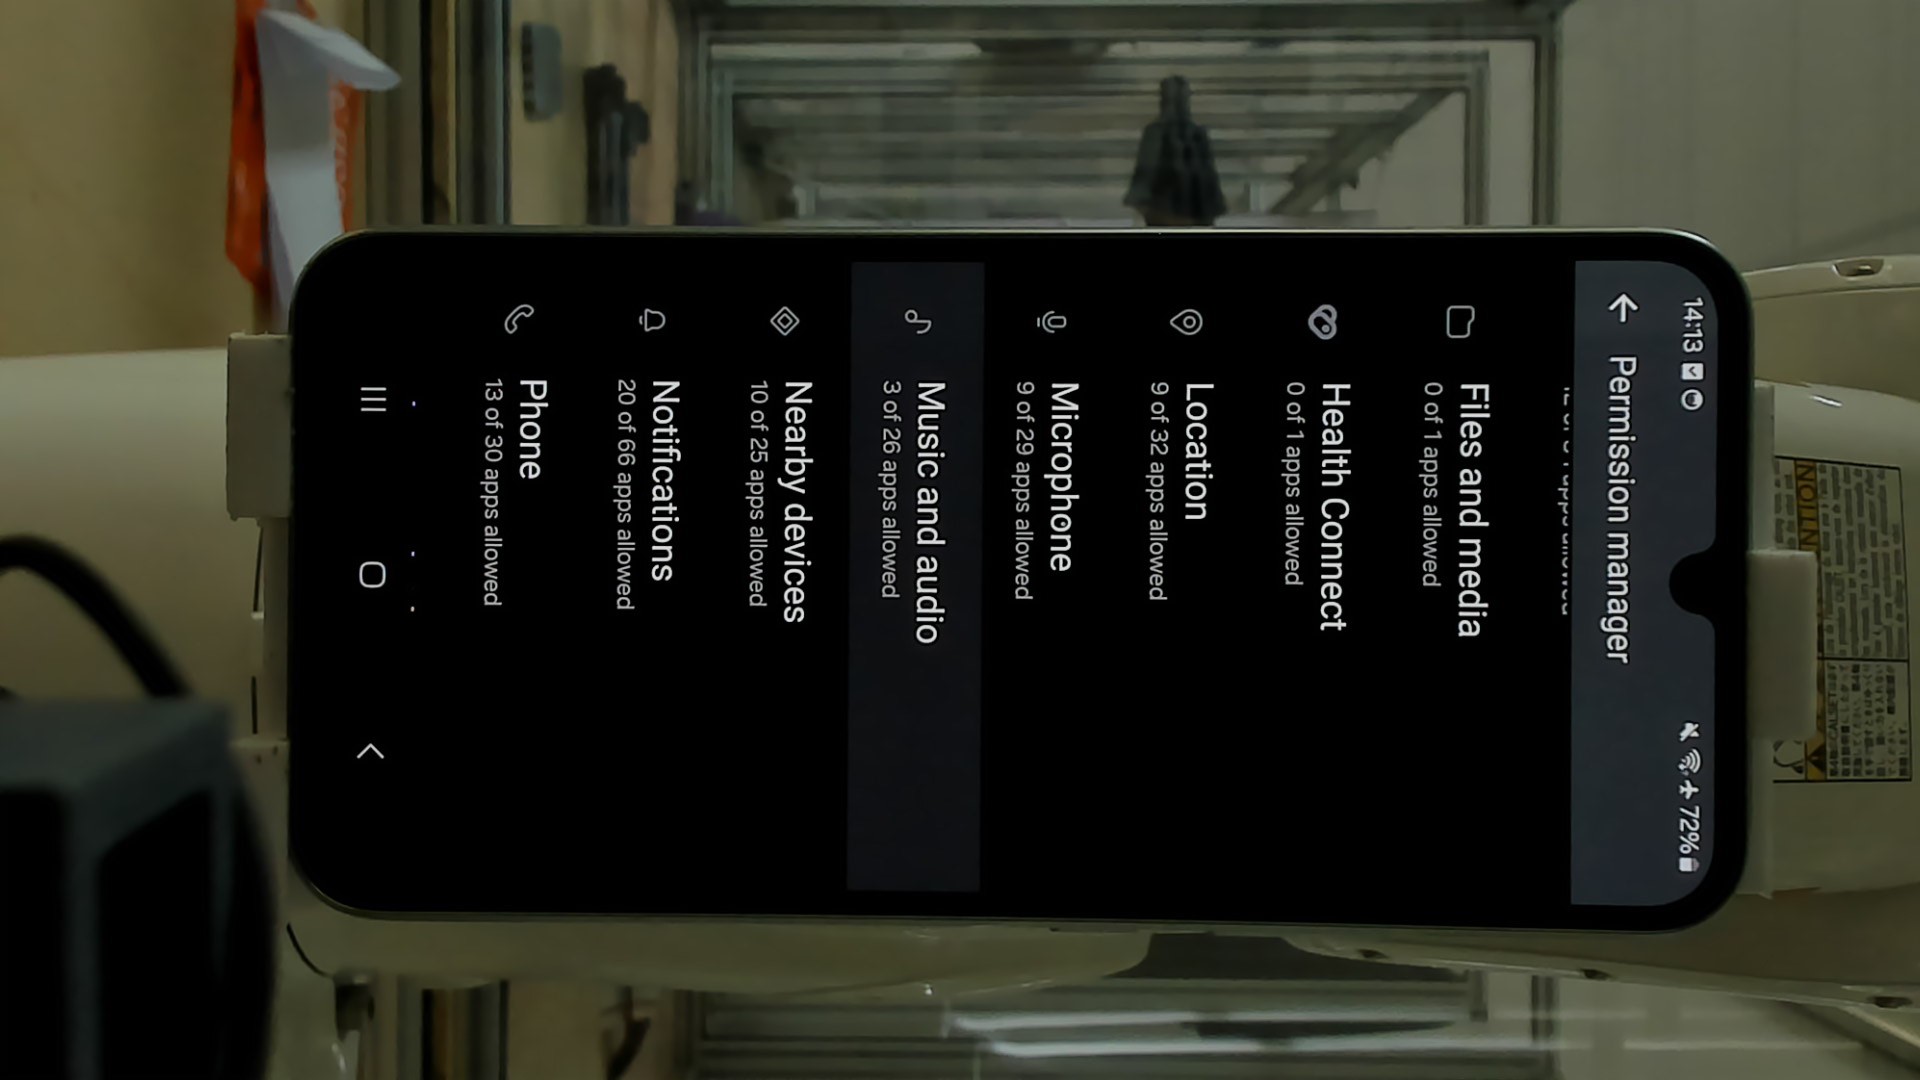 14:13
72%
Permission manager
Files and media
0 of 1 apps allowed
Health Connect
0 of 1 apps allowed
Location
9 of 32 apps allowed
Microphone
9 of 29 apps allowed
Music and audio
3 of 26 apps allowed
Nearby devices
10 of 25 apps allowed
Notifications
20 of 66 apps allowed
Phone
13 of 30 apps allowed